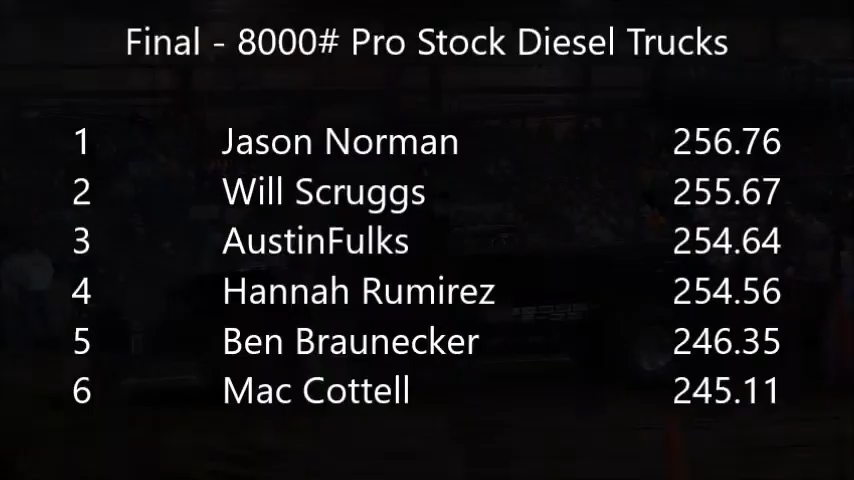 Final - 8000# Pro Stock Diesel Trucks
1 Jason Norman 256.76
2 Will Scruggs 255.67
3 AustinFulks 254.64
4 Hannah Rumirez 254.56
5 Ben Braunecker 246.35
6 Mac Cottell 245.11